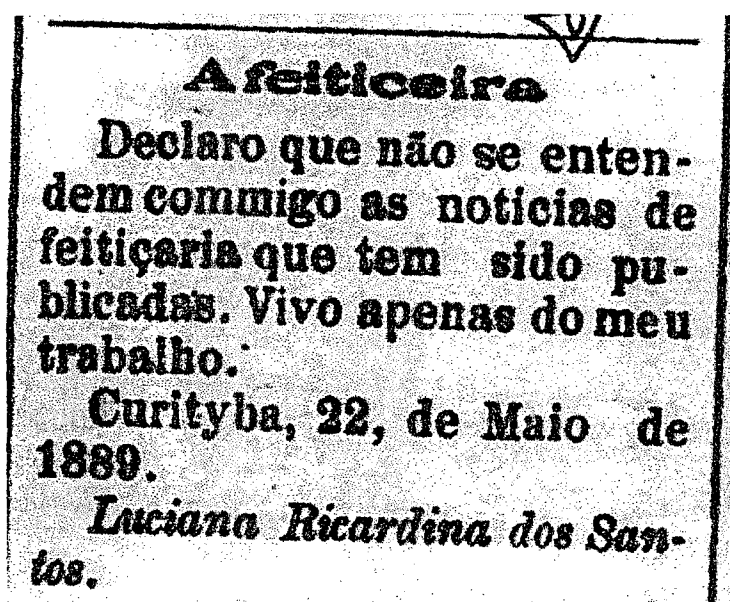 A feiticeira
Declaro que não se enten-
dem commigo as noticias de
feitiçaria que tem sido pu-
blicadas. Vivo apenas do meu
trabalho.
Curityba, 22, de Maio de
1889.
Luciana Ricardina dos San-
tos.